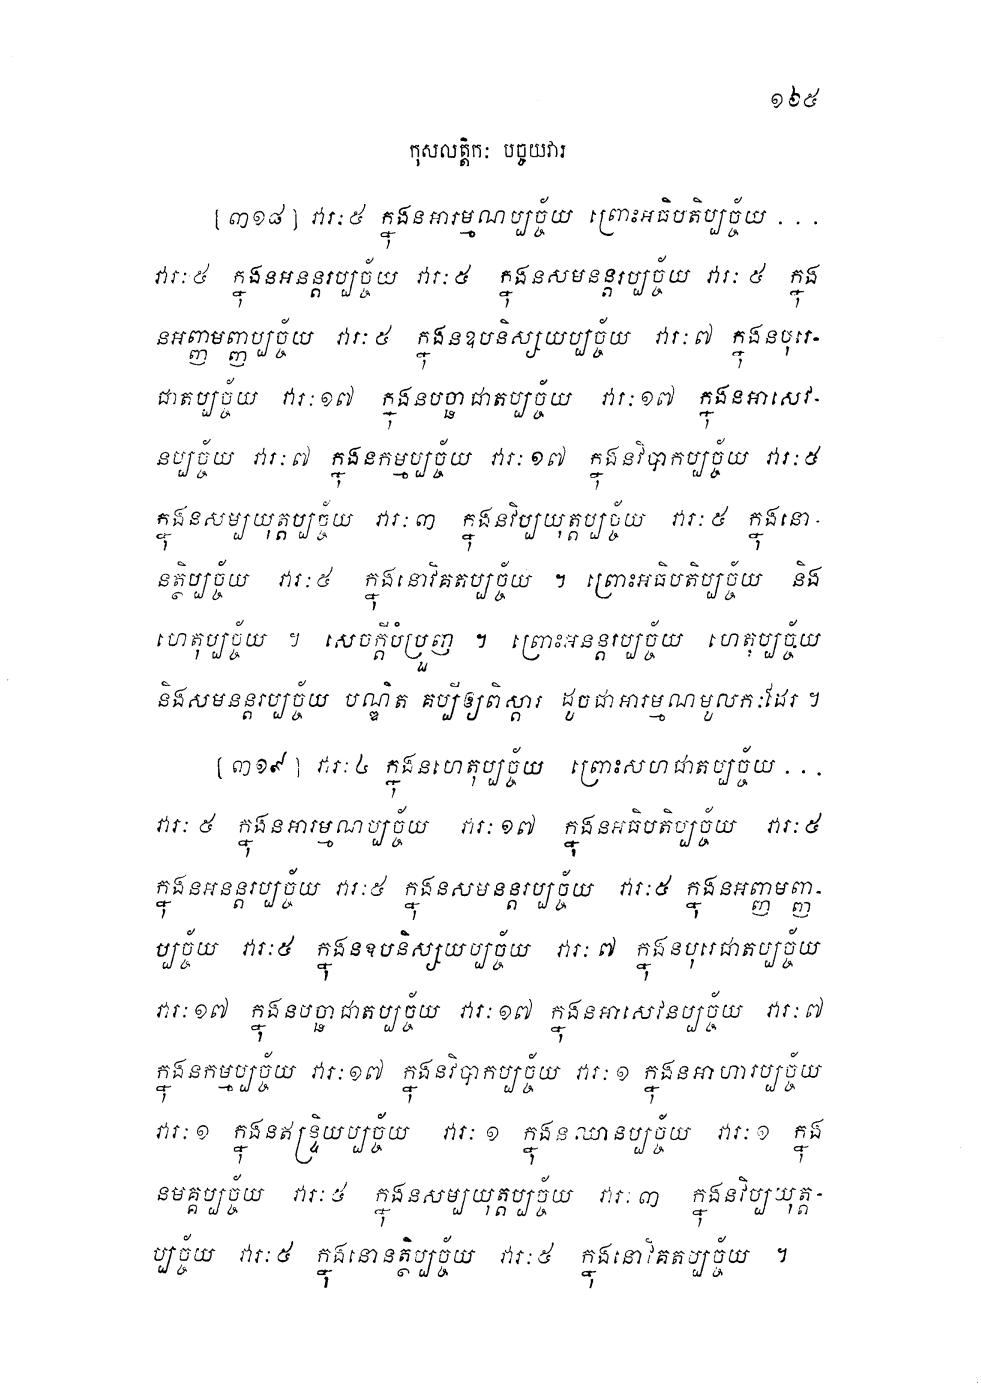 ១៦៥
កុសលត្តិកៈ បច្ចយវារ
[៣១៨] វារៈ ៥ ក្នុងនអារម្មណប្បច្ច័យ ព្រោះអធិបតិប្បច្ច័យ . . .
វារៈ ៥ ក្នុងនអនន្តរប្បច្ច័យ វារៈ ៥ ក្នុងនសមនន្តរប្បច្ច័យ វារៈ ៥ ក្នុង
នអញ្ញាមញ្ញប្បច្ច័យ វារៈ ៥ ក្នុងនឧបនិស្សយប្បច្ច័យ វារៈ ៧ ក្នុងនបុរេ-
ជាតប្បច្ច័យ វារៈ ១៧ ក្នុងនបច្ឆាជាតប្បច្ច័យ វារៈ ១៧ ក្នុងនអាសេវ-
នប្បច្ច័យ វារៈ ៧ ក្នុងនកម្មប្បច្ច័យ វារៈ ១៧ ក្នុងនវិបាកប្បច្ច័យ វារៈ ៥
ក្នុងនសម្បយុត្តប្បច្ច័យ វារៈ ៣ ក្នុងនវិប្បយុត្តប្បច្ច័យ វារៈ ៥ ក្នុងនោ-
នត្ថិប្បច្ច័យ វារៈ ៥ ក្នុងនោវិគតប្បច្ច័យ ។ ព្រោះអធិបតិប្បច្ច័យ និង
ហេតុប្បច្ច័យ ។ សេចក្តីបំប្រួញ ។ ព្រោះអនន្តរប្បច្ច័យ ហេតុប្បច្ច័យ
និងសមនន្តរប្បច្ច័យ បណ្ឌិត គប្បីឲ្យពិស្តារ ដូចជាអារម្មណមូលកៈដែរ ។
[៣១៩] វារៈ ៤ ក្នុងនហេតុប្បច្ច័យ ព្រោះសហជាតប្បច្ច័យ . . .
វារៈ ៥ ក្នុងនអារម្មណប្បច្ច័យ វារៈ ១៧ ក្នុងនអធិបតិប្បច្ច័យ វារៈ ៥
ក្នុងនអនន្តរប្បច្ច័យ វារៈ ៥ ក្នុងនសមនន្តរប្បច្ច័យ វារៈ ៥ ក្នុងនអញ្ញាមញ្ញ-
ប្បច្ច័យ វារៈ ៥ ក្នុងនឧបនិស្សយប្បច្ច័យ វារៈ ៧ ក្នុងនបុរេជាតប្បច្ច័យ
វារៈ ១៧ ក្នុងនបច្ឆាជាតប្បច្ច័យ វារៈ ១៧ ក្នុងនអាសេវនប្បច្ច័យ វារៈ ៧
ក្នុងនកម្មប្បច្ច័យ វារៈ ១៧ ក្នុងនវិបាកប្បច្ច័យ វារៈ ១ ក្នុងនអាហារប្បច្ច័យ
វារៈ ១ ក្នុងនឥន្ទ្រិយប្បច្ច័យ វារៈ ១ ក្នុងនឈានប្បច្ច័យ វារៈ ១ ក្នុង
នមគ្គប្បច្ច័យ វារៈ ៥ ក្នុងនសម្បយុត្តប្បច្ច័យ វារៈ ៣ ក្នុងនវិប្បយុត្ត-
ប្បច្ច័យ វារៈ ៥ ក្នុងនោនត្ថិប្បច្ច័យ វារៈ ៥ ក្នុងនោវិគតប្បច្ច័យ ។